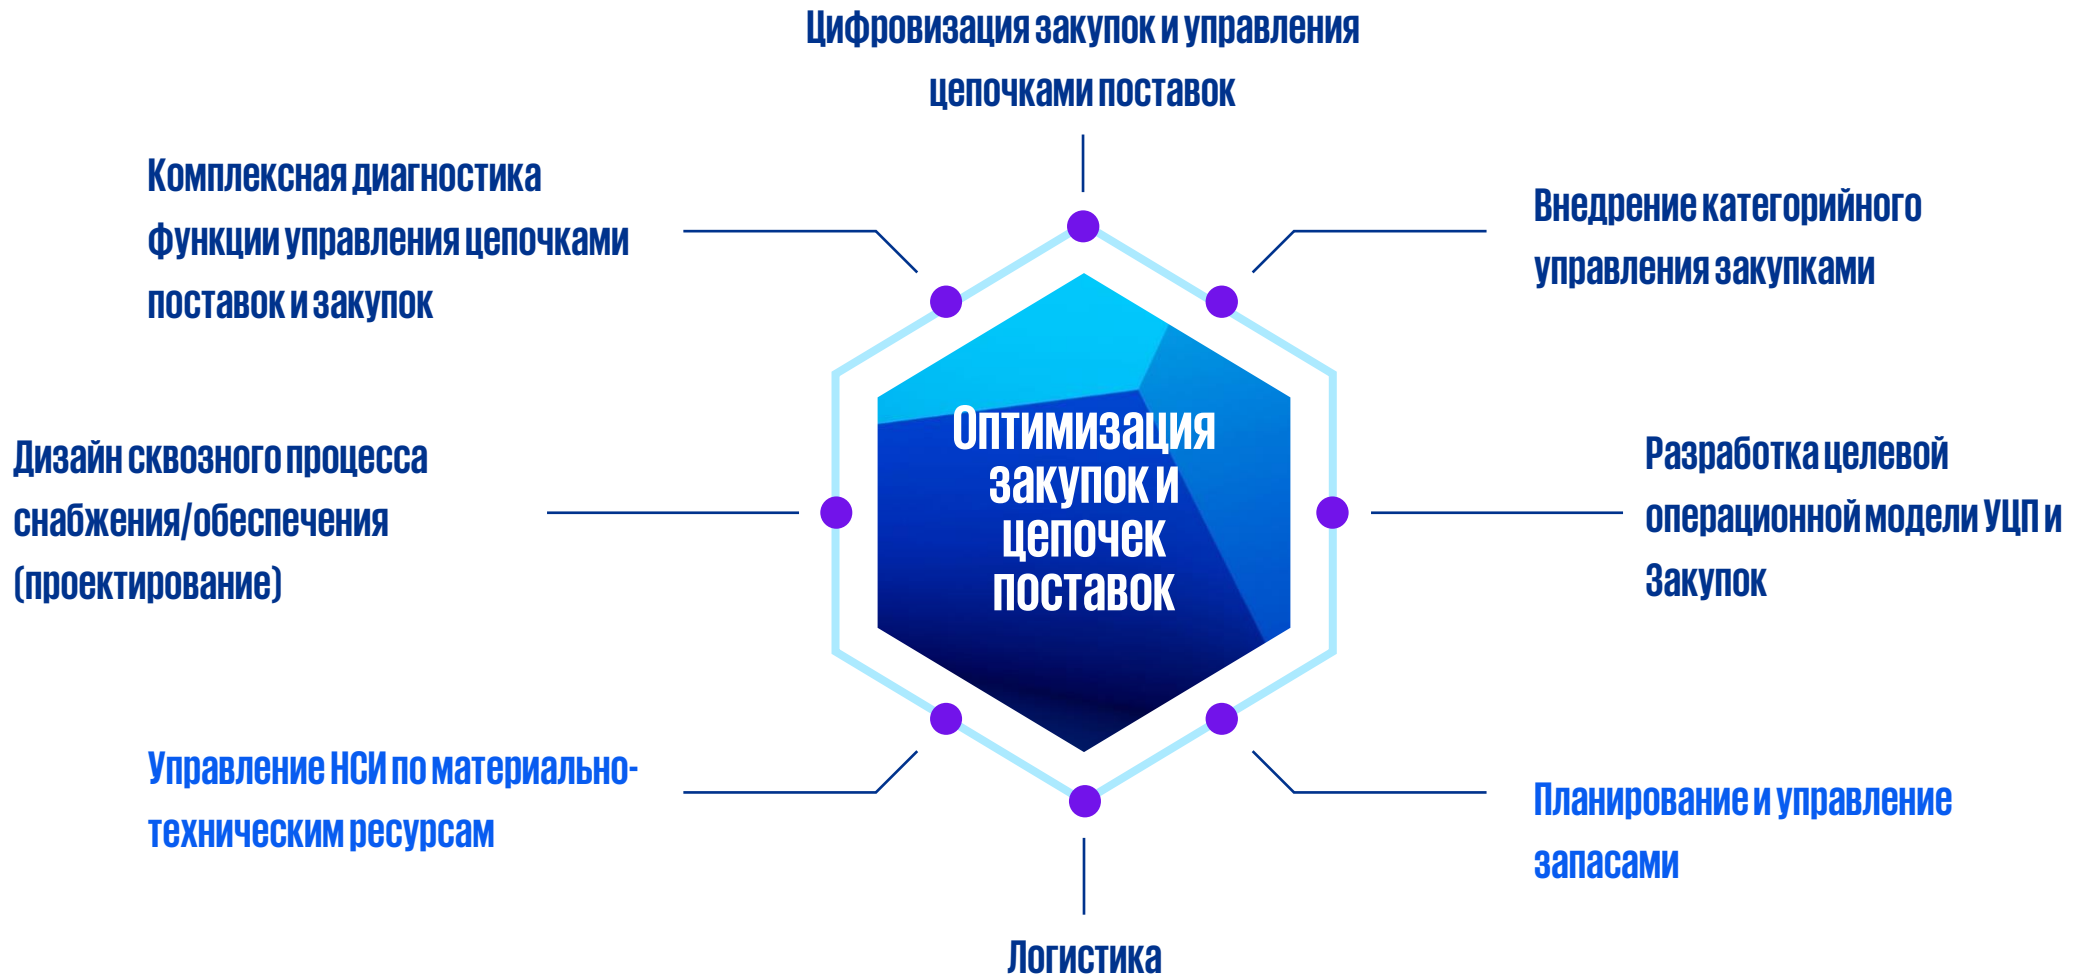 Цифровизация закупок и управления
цепочками поставок
Комплексная диагностика
функции управления цепочками
поставок и закупок
Внедрение категорийного
управления закупками
Дизайн сквозного процесса
снабжения/обеспечения
(проектирование)
Оптимизация
закупок и
цепочек
поставок
Разработка целевой
операционной модели УЦП и
Закупок
Управление НСИ по материально-
техническим ресурсам
Планирование и управление
запасами
Логистика